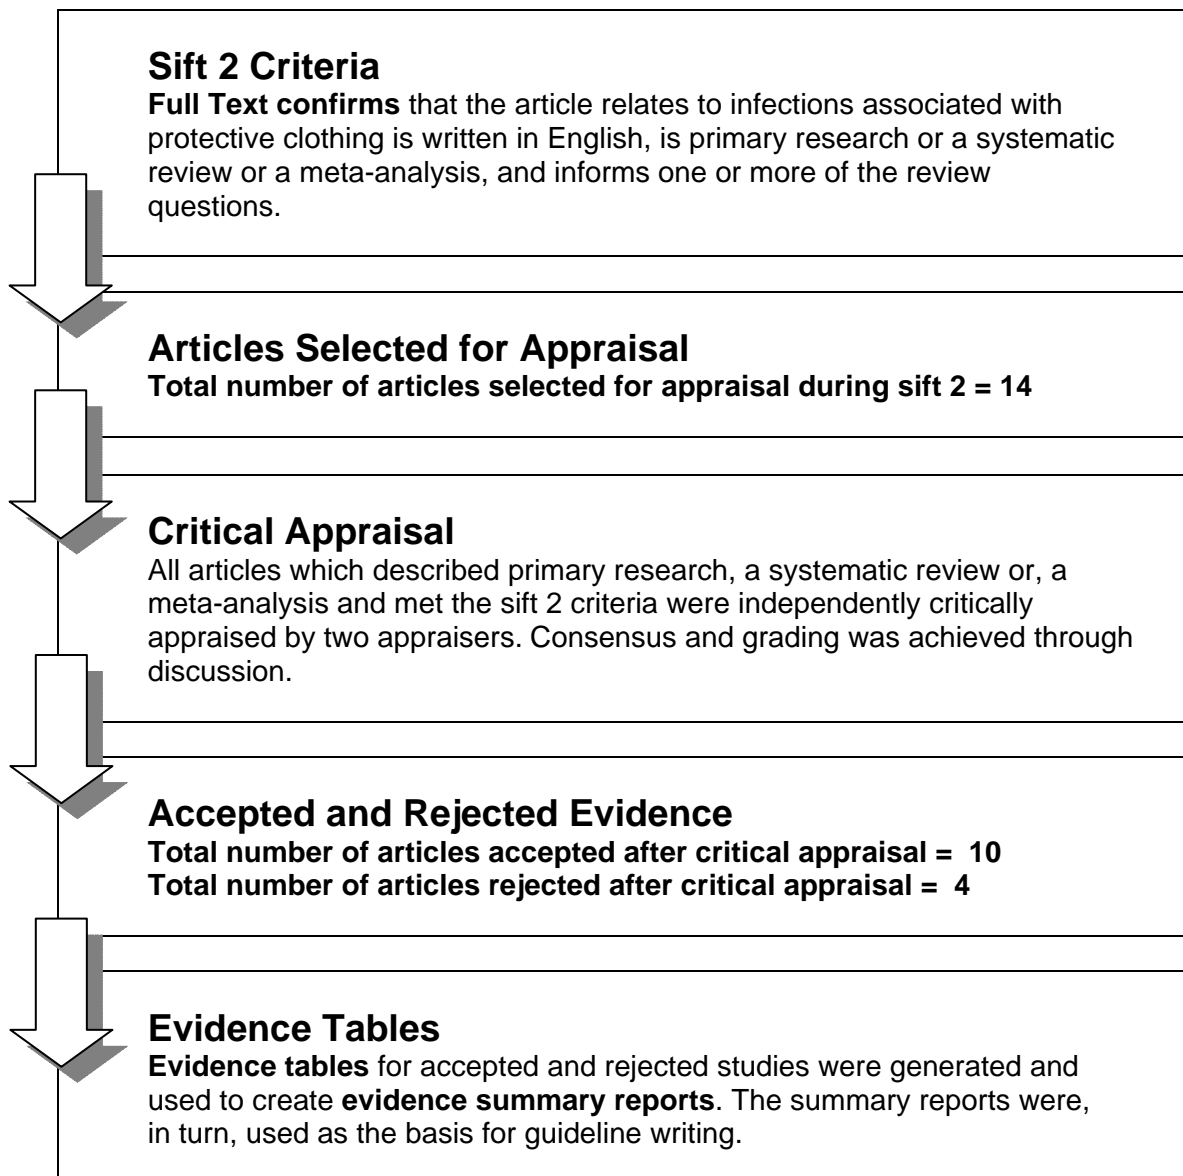 Sift 2 Criteria
Full Text confirms that the article relates to infections associated with
protective clothing is written in English, is primary research or a systematic
review or a meta-analysis, and informs one or more of the review
questions.
Articles Selected for Appraisal
Total number of articles selected for appraisal during sift 2 = 14
Critical Appraisal
All articles which described primary research, a systematic review or, a
meta-analysis and met the sift 2 criteria were independently critically
appraised by two appraisers. Consensus and grading was achieved through
discussion.
Accepted and Rejected Evidence
Total number of articles accepted after critical appraisal = 10
Total number of articles rejected after critical appraisal = 4
Evidence Tables
Evidence tables for accepted and rejected studies were generated and
used to create evidence summary reports. The summary reports were,
in turn, used as the basis for guideline writing.